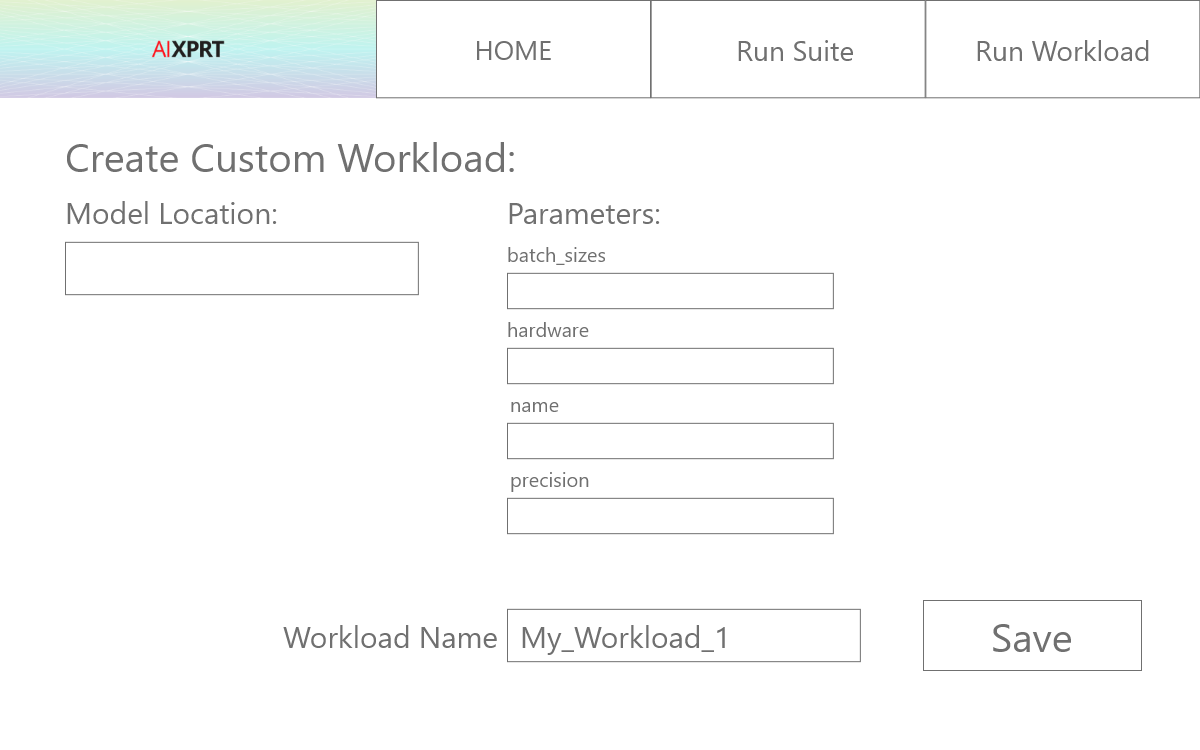 AIXPRT
HOME
Run Suite
Run Workload
Create Custom Workload:
Model Location:
Parameters:
batch_sizes
hardware
name
precision
Workload Name
My_Workload_1
Save